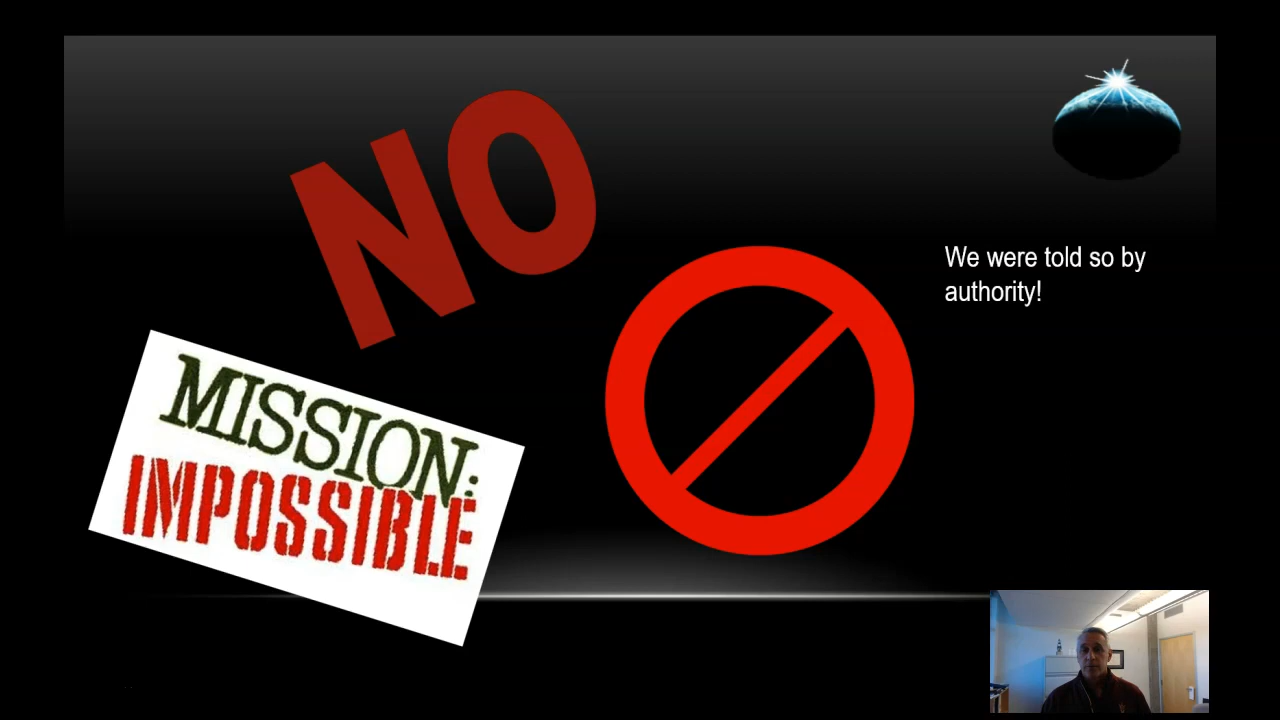 NO
We were told so by
authority!
MISSION:
IMPOSSIBLE